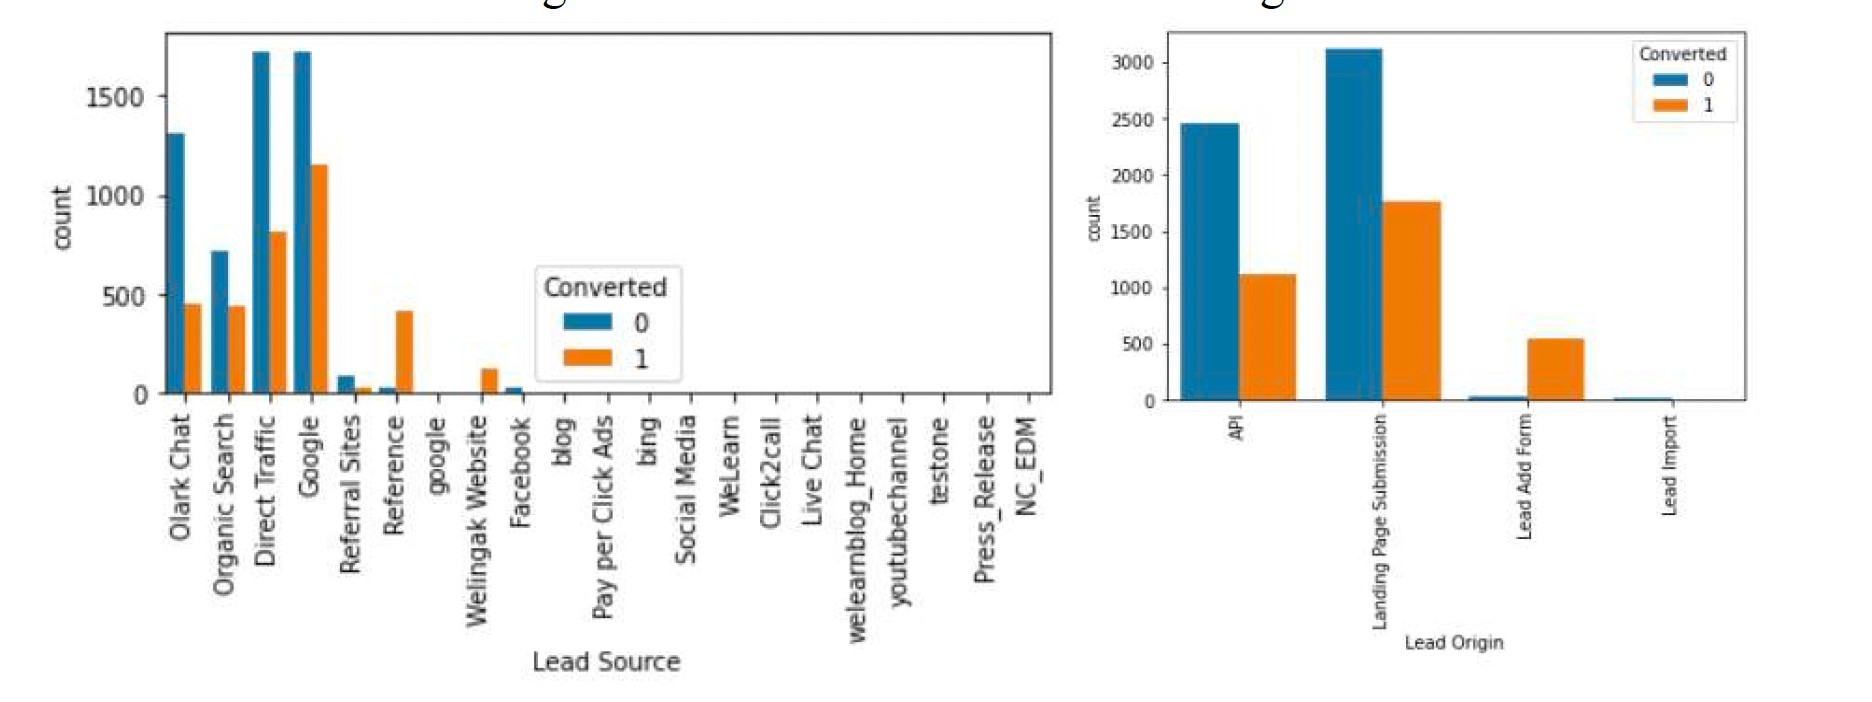 1500
1000
500
0
count
Converted
0
1
Olark Chat
Organic Search
Direct Traffic
Google
Referral Sites
Reference
google
Welingak Website
Facebook
blog
Pay per Click Ads
bing
Social Media
WeLearn
Click2call
Live Chat
welearnblog_Home
youtubechannel
testone
Press_Release
NC_EDM
Lead Source
3000
2500
2000
1500
1000
500
0
count
Converted
0
1
API
Landing Page Submission
Lead Add Form
Lead Import
Lead Origin